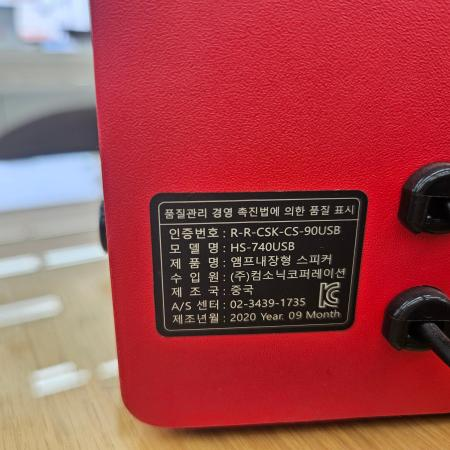 품질관리 경영 촉진법에 의한 품질 표시
인증번호 : R-R-CSK-CS-90USB
모 델 명 : HS-740USB
제 품 명 : 앰프내장형 스피커
수 입 원 : (주)컴소닉코퍼레이션
제 조 국 : 중국
A/S 센터 : 02-3439-1735
제조년월 : 2020 Year. 09 Month